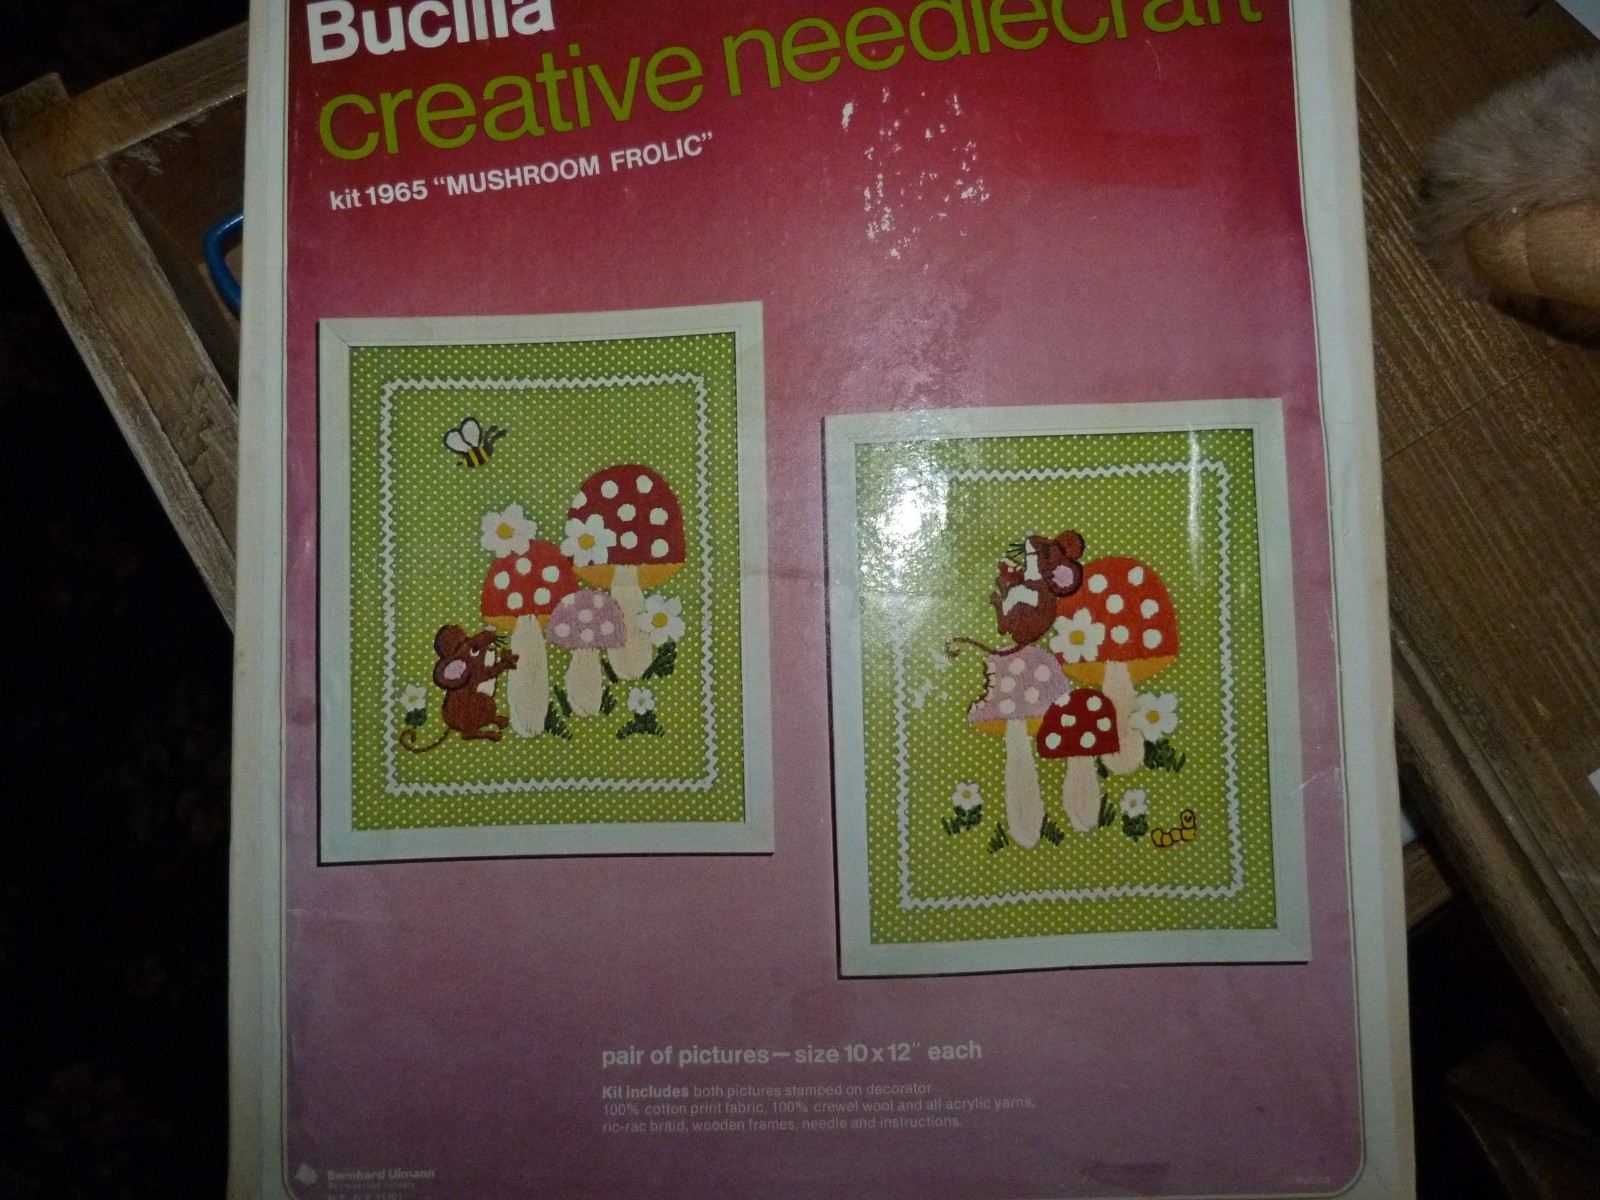 Bucilla
creative needlecraft
kit 1965 “MUSHROOM FROLIC”
pair of pictures — size 10 x 12” each
Kit includes both pictures stamped on decorator
100% cotton print fabric, 100% crewel wool and all acrylic yarns,
ric-rac braid, wooden frames, needle and instructions.
Bernhard Ulmann